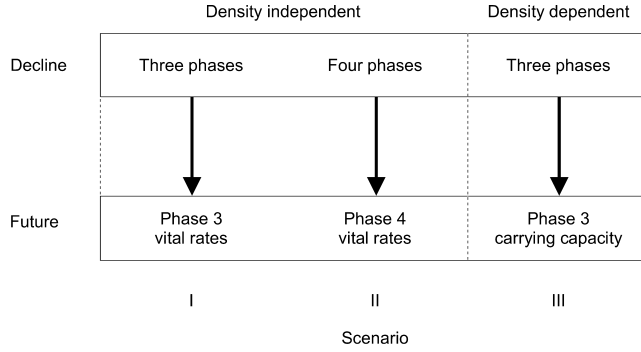 Density independent
Density dependent
Decline
Three phases
Four phases
Three phases
Future
Phase 3
vital rates
Phase 4
vital rates
Phase 3
carrying capacity
I
II
III
Scenario